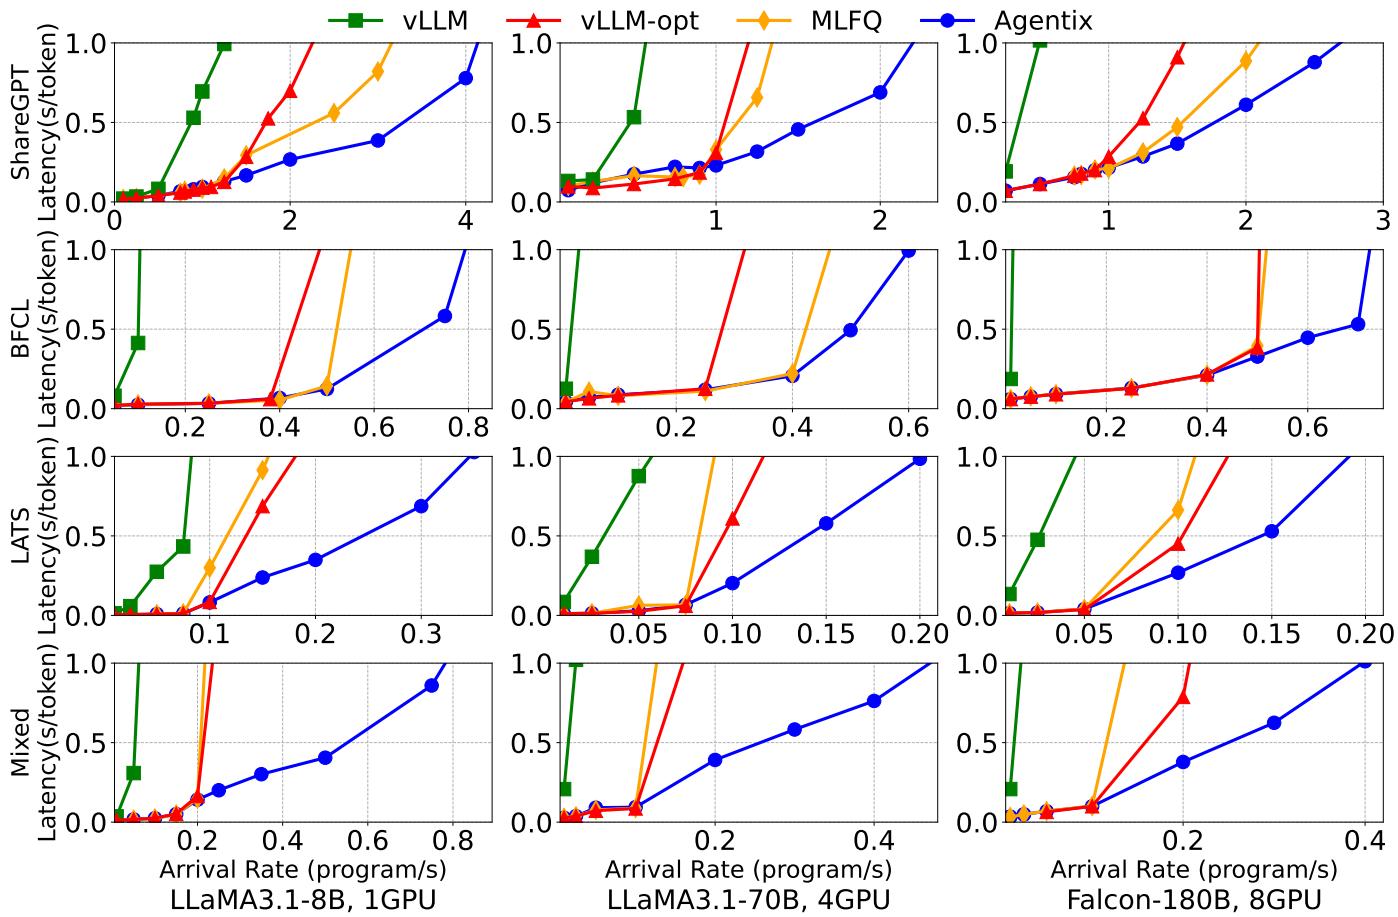 vLLM vLLM-opt MLFQ Agentix
ShareGPT
Latency(s/token)
1.0 1.0 1.0
0.5 0.5 0.5
0.0 0.0 0.0
0 2 4 1 2 1 2 3
BFCL
Latency(s/token)
1.0 1.0 1.0
0.5 0.5 0.5
0.0 0.0 0.0
0.2 0.4 0.6 0.8 0.2 0.4 0.6 0.2 0.4 0.6
LATS
Latency(s/token)
1.0 1.0 1.0
0.5 0.5 0.5
0.0 0.0 0.0
0.1 0.2 0.3 0.05 0.10 0.15 0.20 0.05 0.10 0.15 0.20
Mixed
Latency(s/token)
1.0 1.0 1.0
0.5 0.5 0.5
0.0 0.0 0.0
0.2 0.4 0.6 0.8 0.2 0.4 0.2 0.4
Arrival Rate (program/s) Arrival Rate (program/s) Arrival Rate (program/s)
LLaMA3.1-8B, 1GPU LLaMA3.1-70B, 4GPU Falcon-180B, 8GPU